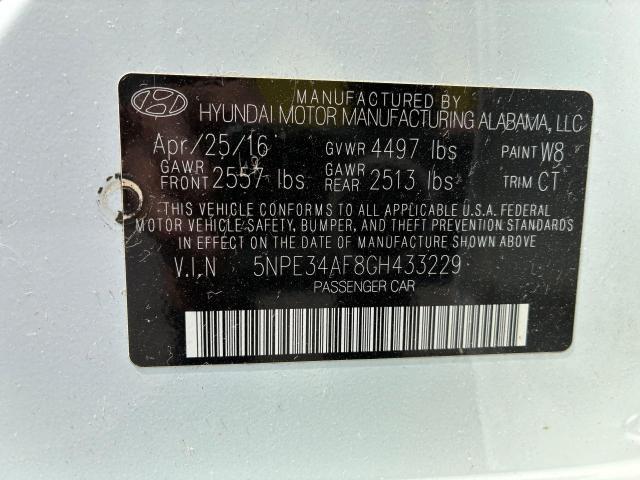 MANUFACTURED BY
HYUNDAI MOTOR MANUFACTURING ALABAMA, LLC
Apr/25/16 GVWR 4497 lbs PAINT W8
GAWR FRONT 2557 lbs GAWR REAR 2513 lbs TRIM CT
THIS VEHICLE CONFORMS TO ALL APPLICABLE U.S.A. FEDERAL
MOTOR VEHICLE SAFETY, BUMPER, AND THEFT PREVENTION STANDARDS
IN EFFECT ON THE DATE OF MANUFACTURE SHOWN ABOVE
V.I.N 5NPE34AF8GH433229
PASSENGER CAR